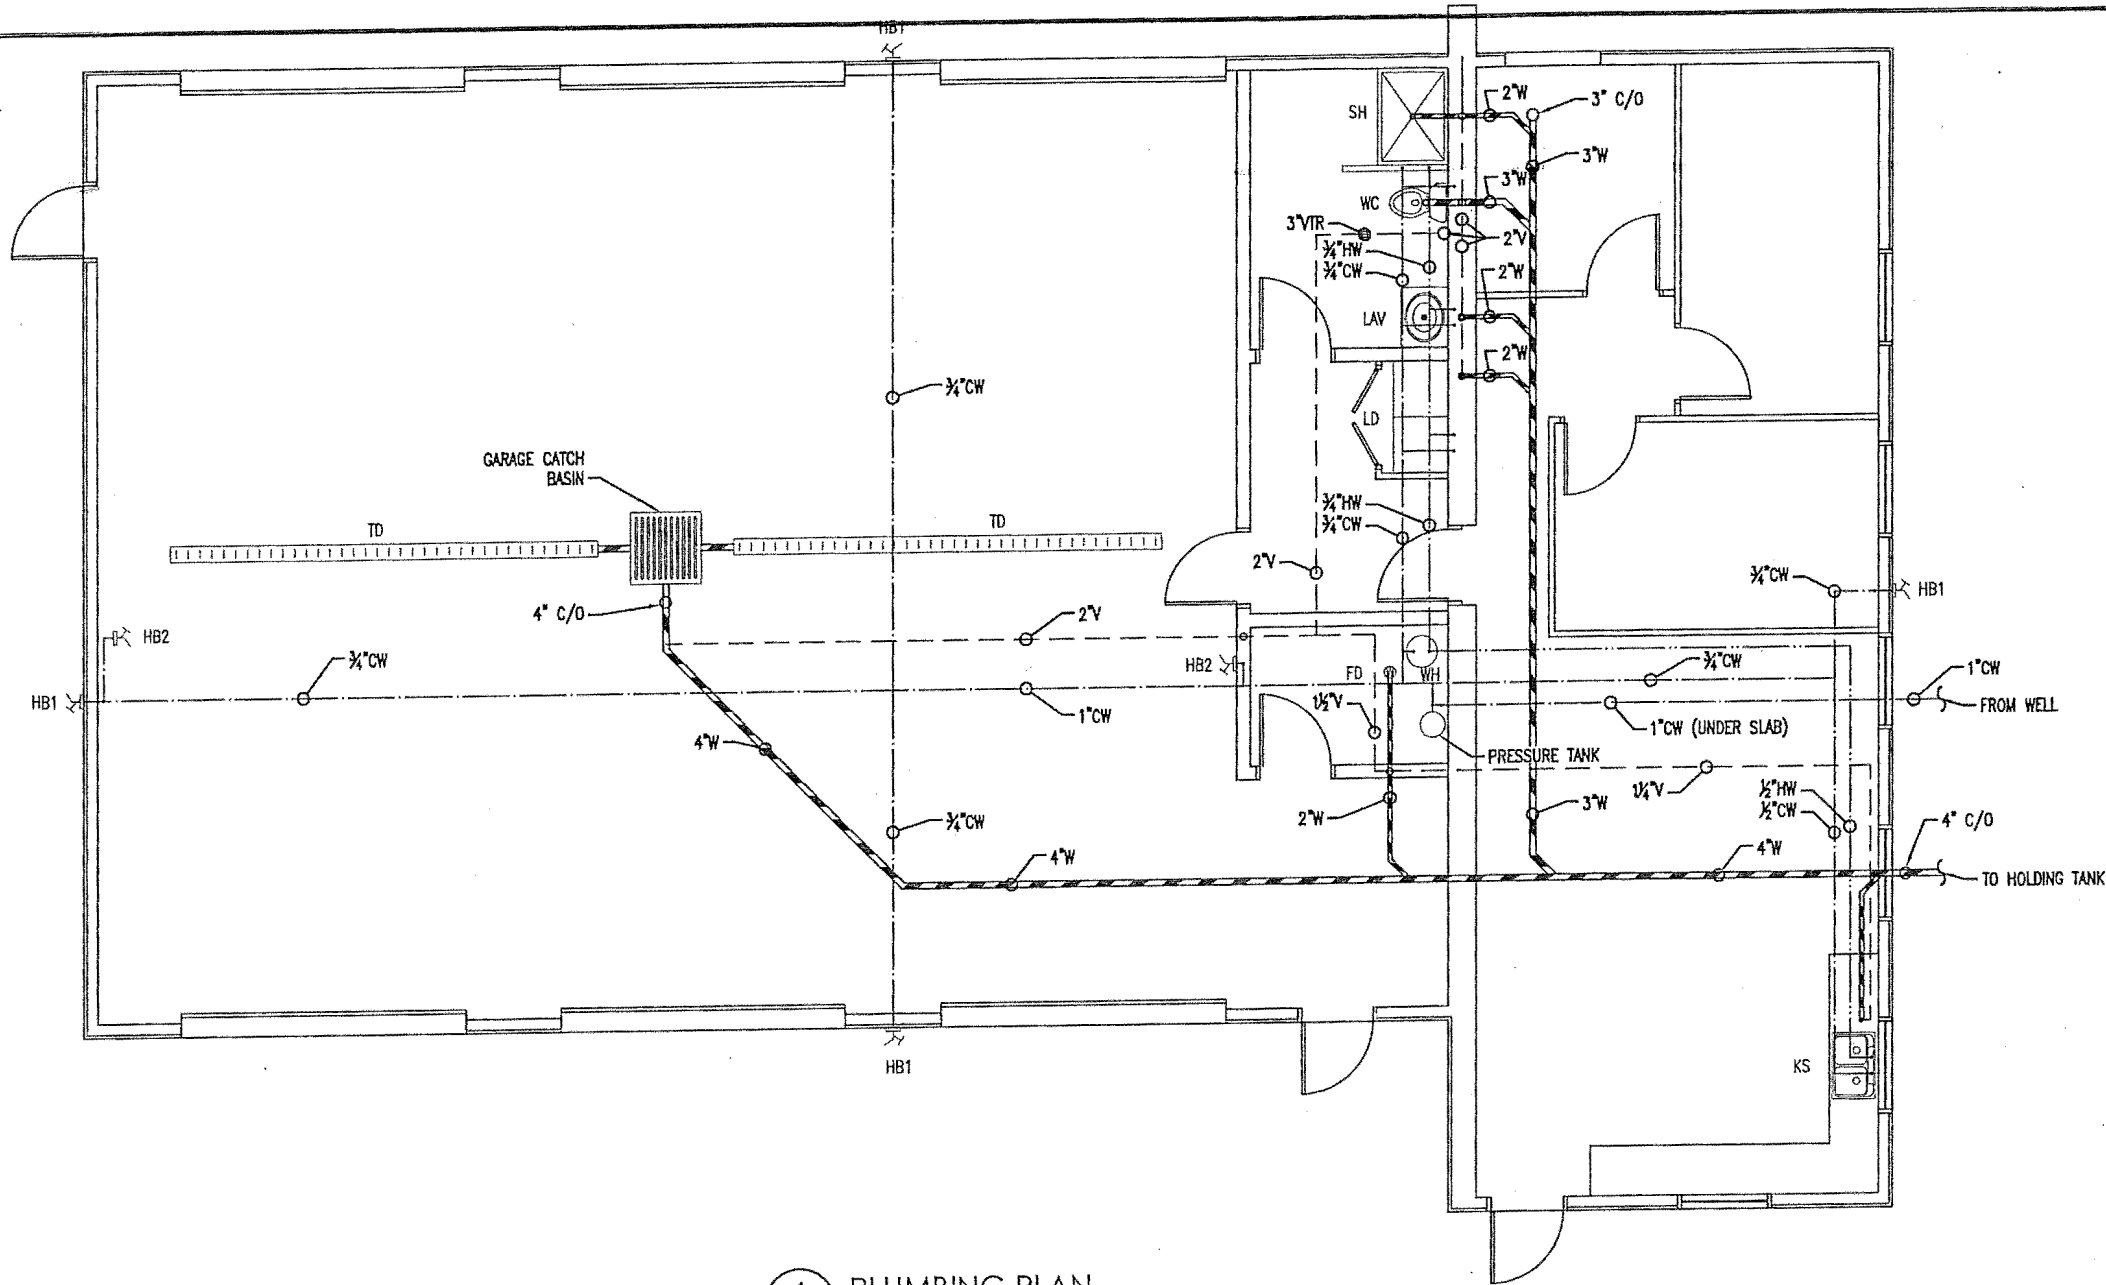 HB1
2"W
3" C/O
SH
3"W
3"W
WC
3"VTR
2"V
¾"HW
¾"CW
2"W
LAV
2"W
¾"CW
LD
GARAGE CATCH
BASIN
TD
TD
¾"HW
¾"CW
2"V
¾"CW
HB1
4" C/O
2"V
HB2
¾"CW
HB2
FD
WH
¾"CW
1"CW
HB1
1½"V
1"CW
FROM WELL
1"CW (UNDER SLAB)
4"W
PRESSURE TANK
1¼"V
½"HW
½"CW
2"W
3"W
¾"CW
4" C/O
4"W
4"W
TO HOLDING TANK
HB1
KS
1
PLUMBING PLAN